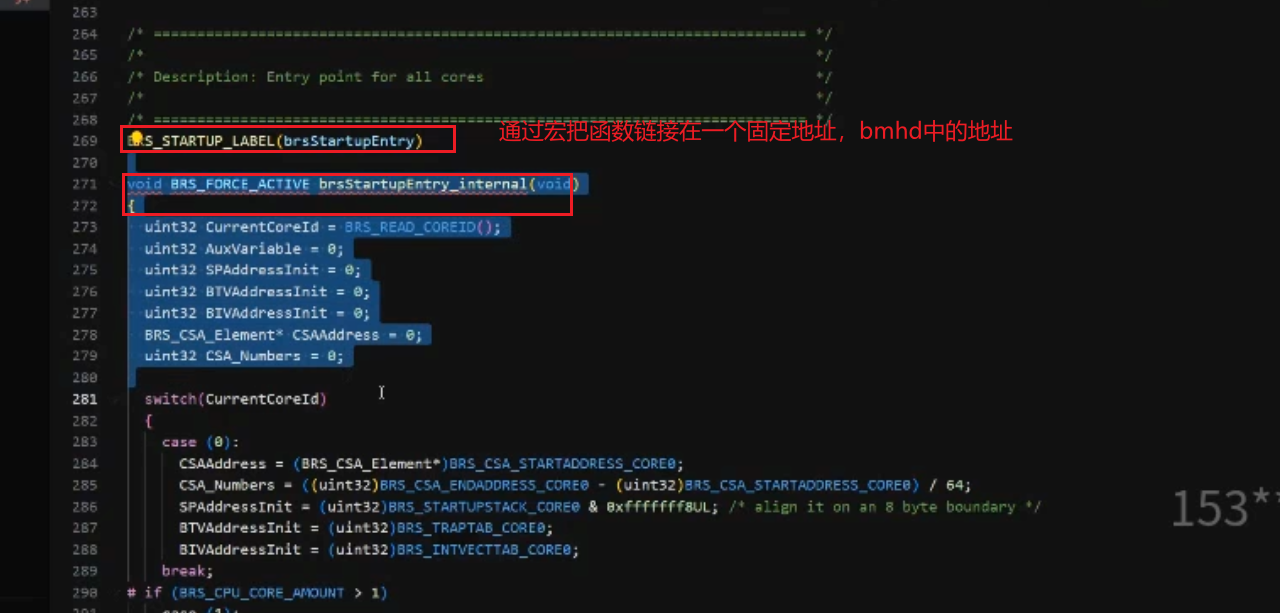 263
264 /* ============================================================================ */
265 /* */
266 /* Description: Entry point for all cores */
267 /* */
268 /* ============================================================================ */
通过宏把函数链接在一个固定地址，bmhd中的地址
269 BRS_STARTUP_LABEL(brsStartupEntry)
270
271 void BRS_FORCE_ACTIVE brsStartupEntry_internal(void)
272 {
273 uint32 CurrentCoreId = BRS_READ_COREID();
274 uint32 AuxVariable = 0;
275 uint32 SPAddressInit = 0;
276 uint32 BTVAddressInit = 0;
277 uint32 BIVAddressInit = 0;
278 BRS_CSA_Element* CSAAddress = 0;
279 uint32 CSA_Numbers = 0;
280
281 switch(CurrentCoreId)
282 {
283 case (0):
284 CSAAddress = (BRS_CSA_Element*)BRS_CSA_STARTADDRESS_CORE0;
285 CSA_Numbers = ((uint32)BRS_CSA_ENDADDRESS_CORE0 - (uint32)BRS_CSA_STARTADDRESS_CORE0) / 64;
286 SPAddressInit = (uint32)BRS_STARTUPSTACK_CORE0 & 0xfffffff8UL; /* align it on an 8 byte boundary */
287 BTVAddressInit = (uint32)BRS_TRAPTAB_CORE0;
288 BIVAddressInit = (uint32)BRS_INTVECTTAB_CORE0;
289 break;
290 # if (BRS_CPU_CORE_AMOUNT > 1)
291 case (1):
153**